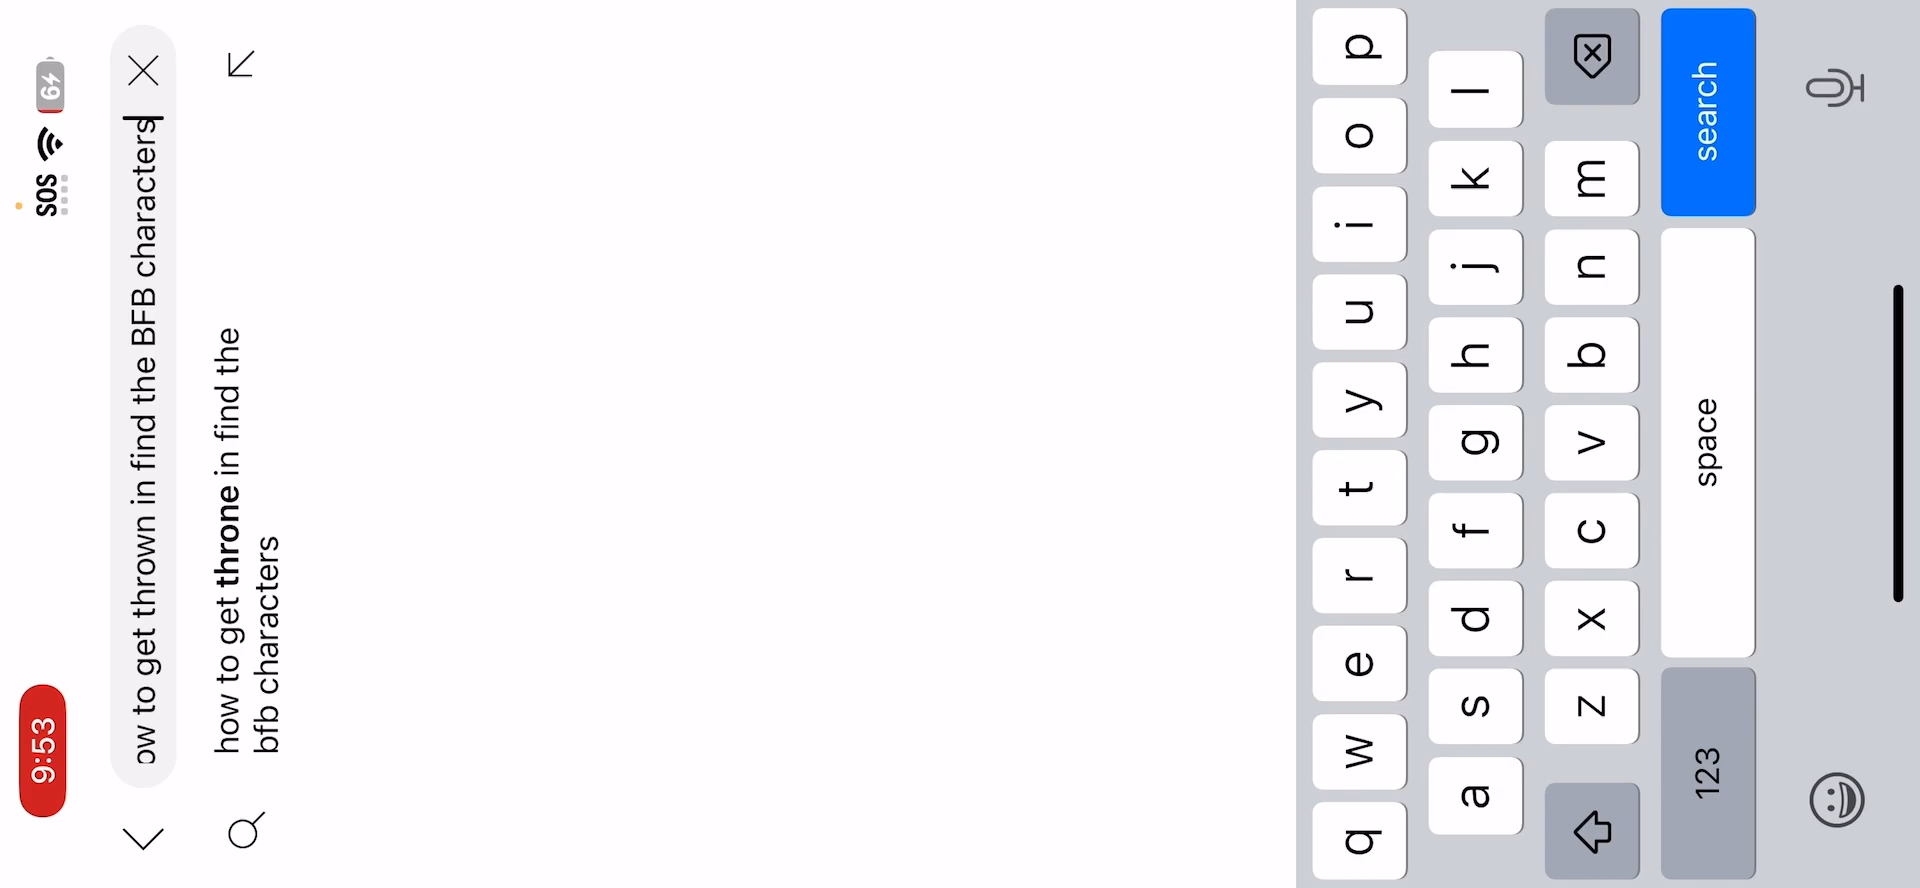 9:53
SOS
6
ow to get thrown in find the BFB characters
how to get throne in find the
bfb characters
q w e r t y u i o p
a s d f g h j k l
z x c v b n m
123 space search